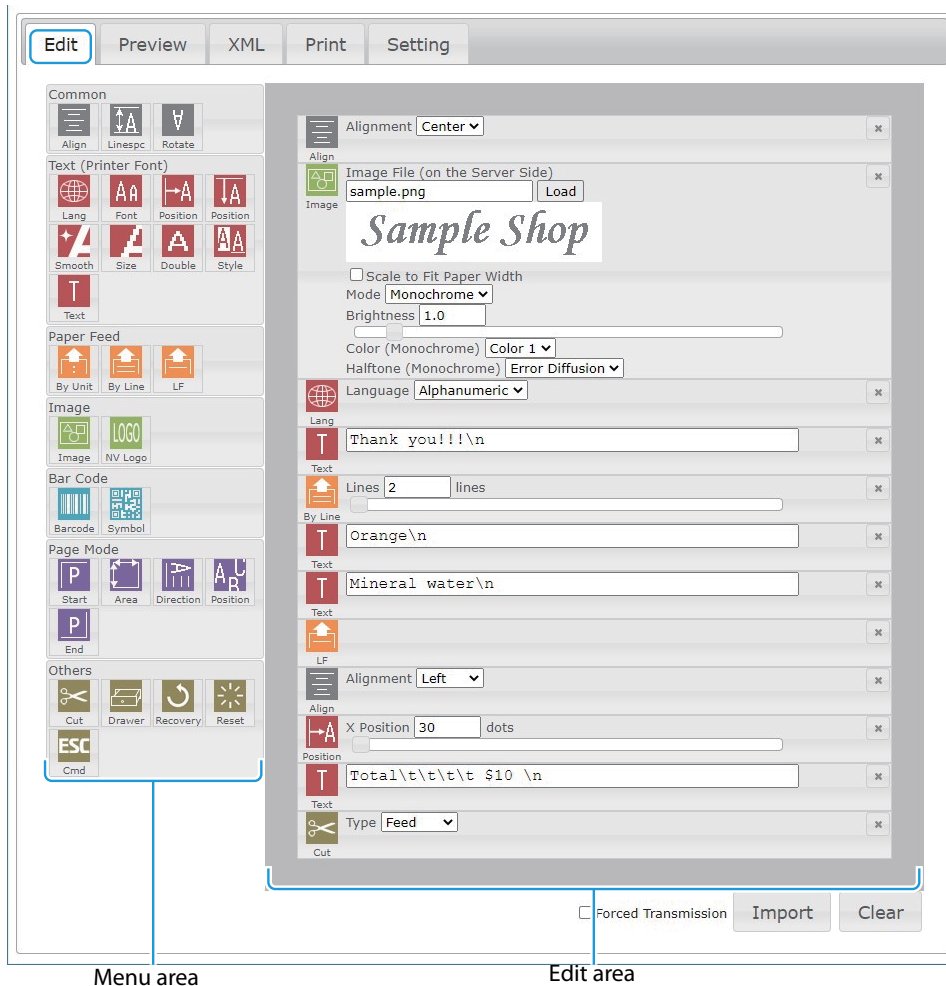 Edit Preview XML Print Setting
Common
Align Linespc Rotate
Text (Printer Font)
Lang Font Position Position
Smooth Size Double Style
Text
Paper Feed
By Unit By Line LF
Image
LOGO
Image NV Logo
Bar Code
Barcode Symbol
Page Mode
Start Area Direction Position
End
Others
Cut Drawer Recovery Reset
ESC
Cmd
Alignment Center
Align
Image File (on the Server Side)
sample.png Load
Image
Sample Shop
Scale to Fit Paper Width
Mode Monochrome
Brightness 1.0
Color (Monochrome) Color 1
Halftone (Monochrome) Error Diffusion
Language Alphanumeric
Lang
Thank you!!!\n
Text
Lines 2 lines
By Line
Orange\n
Text
Mineral water\n
Text
LF
Alignment Left
Align
X Position 30 dots
Position
Total\t\t\t\t $10 \n
Text
Type Feed
Cut
Forced Transmission Import Clear
Menu area
Edit area